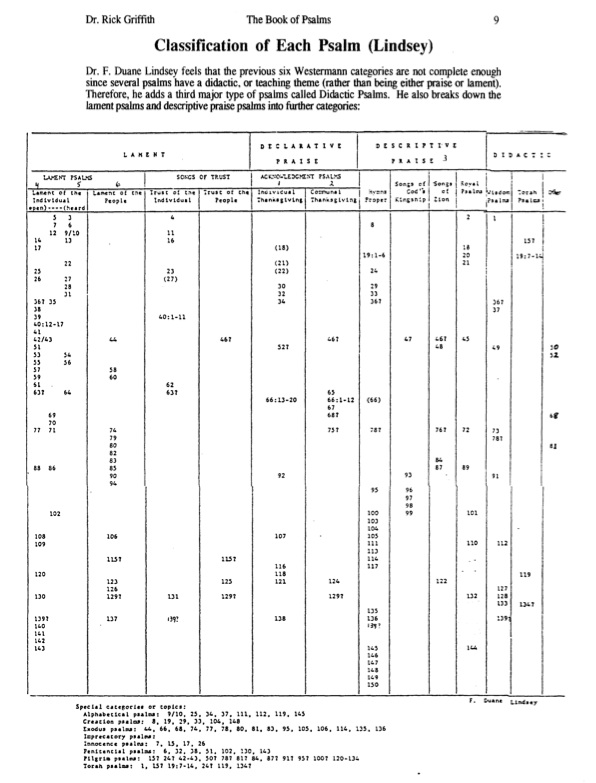 Dr. Rick Griffith The Book of Psalms 9
Classification of Each Psalm (Lindsey)
Dr. F. Duane Lindsey feels that the previous six Westermann categories are not complete enough
since several psalms have a didactic, or teaching theme (rather than being either praise or lament).
Therefore, he adds a third major type of psalms called Didactic Psalms. He also breaks down the
lament psalms and descriptive praise psalms into further categories:
DECLARATIVE DESCRIPTIVE
LAMENT PRAISE PRAISE 3 DIDACTIC
LAMENT PSALMS SONGS OF TRUST ACKNOWLEDGMENT PSALMS
4 5 6 1 2 Hymns Songs of Songs Royal Wisdom Torah
Lament of the Lament of the Trust of the Trust of the Individual Communal Proper God's of Psalms Psalms Psalms
Individual People Individual People Thanksgiving Thanksgiving Kingship Zion
open)----(heard
5 3 4 2 1
7 6 8
12 9/10 11
14 13 16 15?
17 (18) 18
19:1-6 20 19:7-14
22 (21) 21
25 23 (22) 24
26 27 (27)
28 30 29
31 32 33
36? 35 34 36? 36?
38 37
39 40:1-11
40:12-17
41
42/43 44 46? 46? 47 46? 45
51 52? 48 49 50
53 54 52
55 56
57 58
59 60
61 62 65
63? 64 63? 66:13-20 66:1-12 (66)
67
69 68?
70
77 71 74 75? 78? 76? 72 73
79 78?
80
82 82
83 84
88 86 85 87 89
90 92 93 91
94
95 96
97
98
102 100 99 101
103
104
108 106 107 105
109 111 110 112
113
115? 115? 114
116 117
120 118 119
123 125 121 124 122
126 127
130 129? 131 129? 129? 132 128
133 134?
135
139? 137 139? 138 136 139?
140 139?
141
142
143 145 144
146
147
148
149
150
F. Duane Lindsey
Special categories or topics:
Alphabetical psalms: 9/10, 25, 34, 37, 111, 112, 119, 145
Creation psalms: 8, 19, 29, 33, 104, 148
Exodus psalms: 44, 66, 68, 74, 77, 78, 80, 81, 83, 95, 105, 106, 114, 135, 136
Imprecatory psalms:
Innocence psalms: 7, 15, 17, 26
Penitential psalms: 6, 32, 38, 51, 102, 130, 143
Pilgrim psalms: 15? 24? 42-43, 50? 78? 81? 84, 87? 91? 95? 100? 120-134
Torah psalms: 1, 15? 19:7-14, 24? 119, 134?